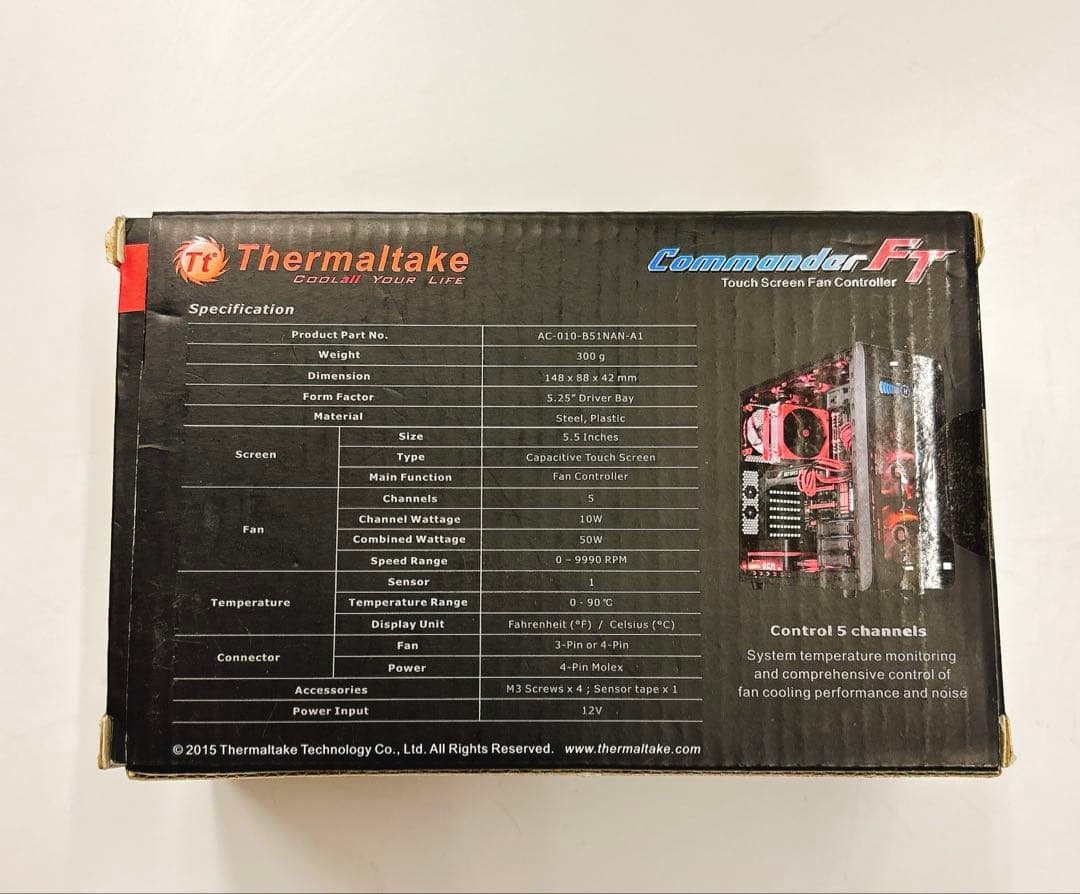 Tt Thermaltake
COOLall YOUR LIFE
Commander FT
Touch Screen Fan Controller
Specification
Product Part No. AC-010-B51NAN-A1
Weight 300 g
Dimension 148 x 88 x 42 mm
Form Factor 5.25" Driver Bay
Material Steel, Plastic
Screen Size 5.5 Inches
Type Capacitive Touch Screen
Main Function Fan Controller
Fan Channels 5
Channel Wattage 10W
Combined Wattage 50W
Speed Range 0 – 9990 RPM
Temperature Sensor 1
Temperature Range 0 - 90 °C
Display Unit Fahrenheit (°F) / Celsius (°C)
Connector Fan 3-Pin or 4-Pin
Power 4-Pin Molex
Accessories M3 Screws x 4 ; Sensor tape x 1
Power Input 12V
Control 5 channels
System temperature monitoring
and comprehensive control of
fan cooling performance and noise
© 2015 Thermaltake Technology Co., Ltd. All Rights Reserved. www.thermaltake.com